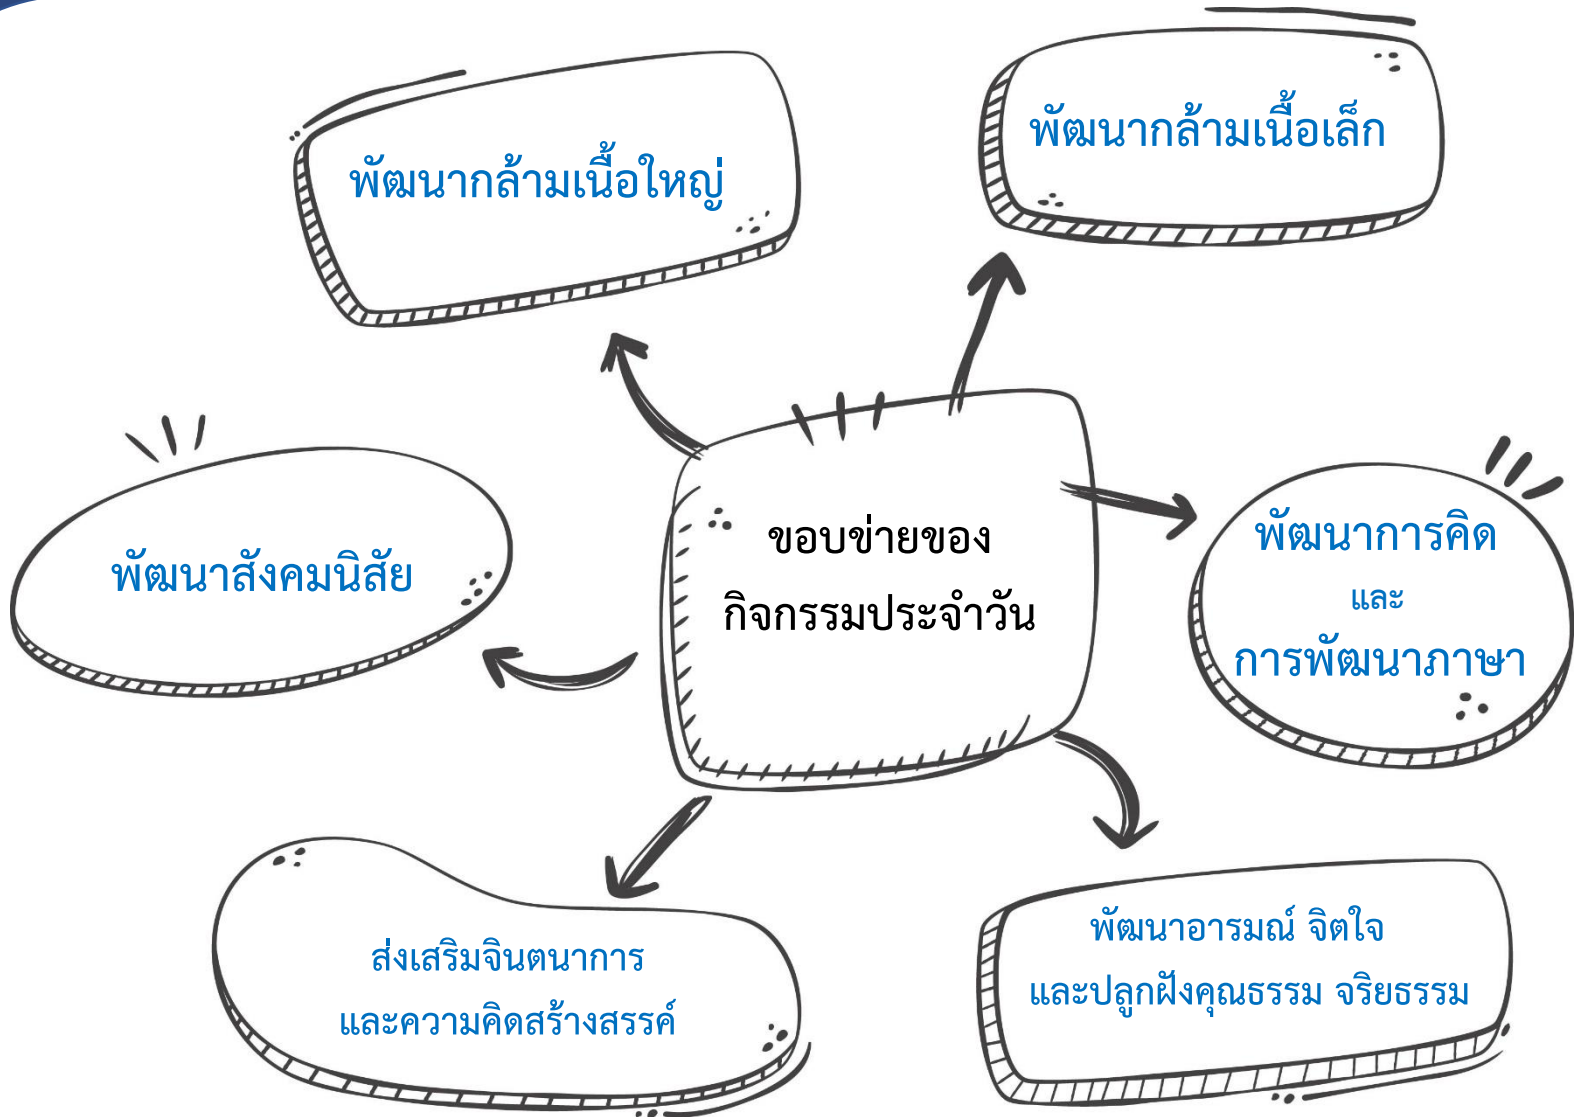 พัฒนากล้ามเนื้อใหญ่
พัฒนากล้ามเนื้อเล็ก
ขอบข่ายของ
กิจกรรมประจำวัน
พัฒนาสังคมนิสัย
พัฒนาการคิด
และ
การพัฒนาภาษา
ส่งเสริมจินตนาการ
และความคิดสร้างสรรค์
พัฒนาอารมณ์ จิตใจ
และปลูกฝังคุณธรรม จริยธรรม